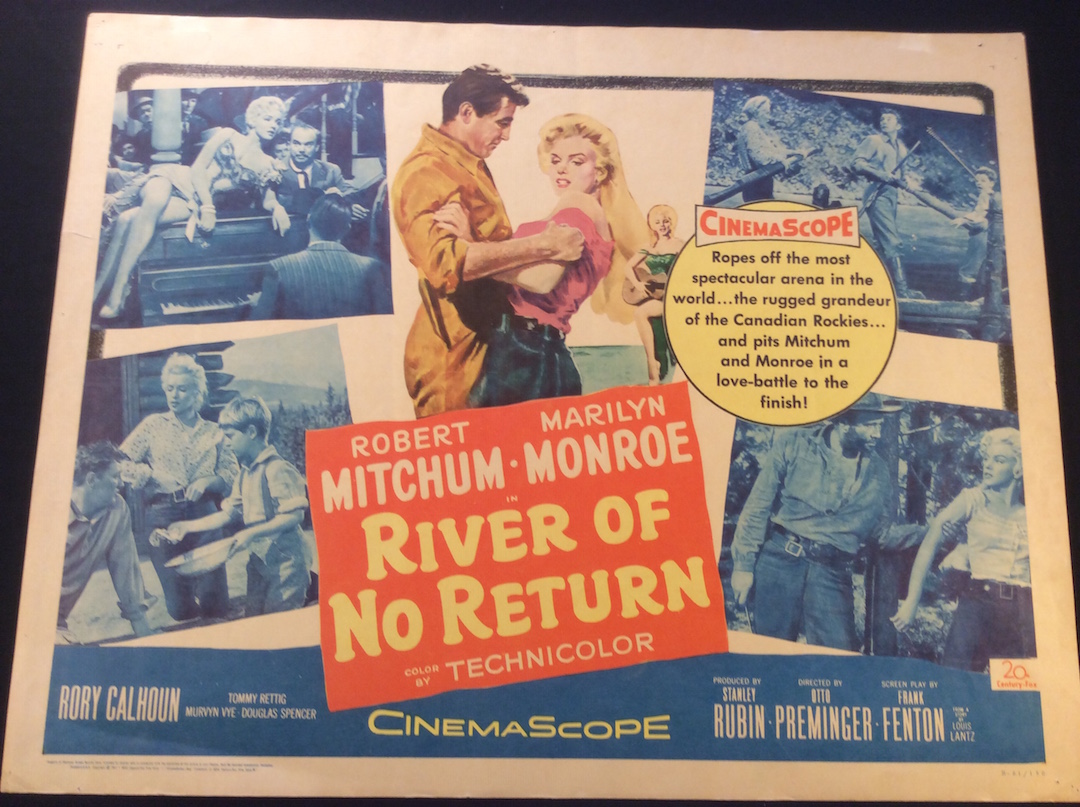 CINEMASCOPE
Ropes off the most
spectacular arena in the
world...the rugged grandeur
of the Canadian Rockies...
and pits Mitchum
and Monroe in a
love-battle to the
finish!
ROBERT MARILYN
MITCHUM · MONROE
IN
RIVER OF
NO RETURN
COLOR BY TECHNICOLOR
RORY CALHOUN
TOMMY RETTIG
MURVYN VYE · DOUGLAS SPENCER
CINEMASCOPE
PRODUCED BY DIRECTED BY SCREEN PLAY BY
STANLEY OTTO FRANK
RUBIN · PREMINGER · FENTON
FROM A
STORY
BY
LOUIS
LANTZ
20th
Century-Fox